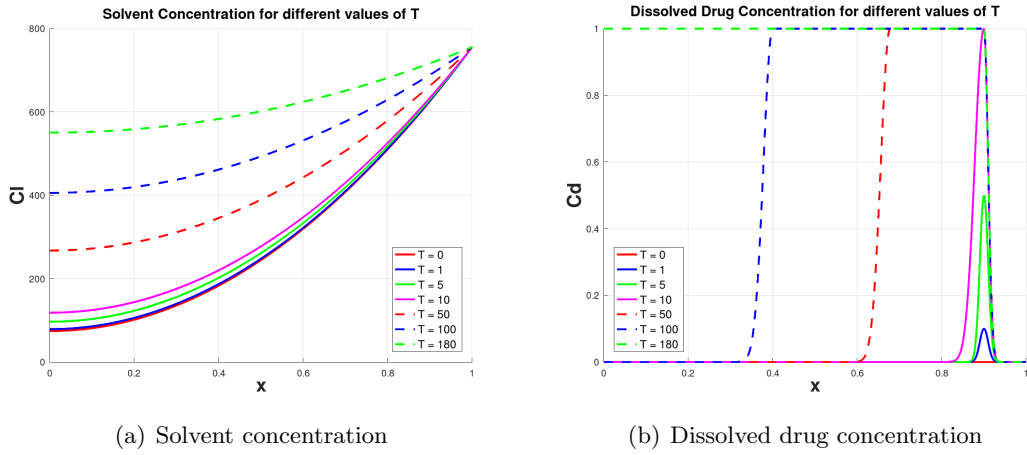 Solvent Concentration for different values of T
800
600
400
200
0
Cl
0 0.2 0.4 0.6 0.8 1
x
T = 0
T = 1
T = 5
T = 10
T = 50
T = 100
T = 180
(a) Solvent concentration
Dissolved Drug Concentration for different values of T
1
0.8
0.6
0.4
0.2
0
Cd
0 0.2 0.4 0.6 0.8 1
x
T = 0
T = 1
T = 5
T = 10
T = 50
T = 100
T = 180
(b) Dissolved drug concentration